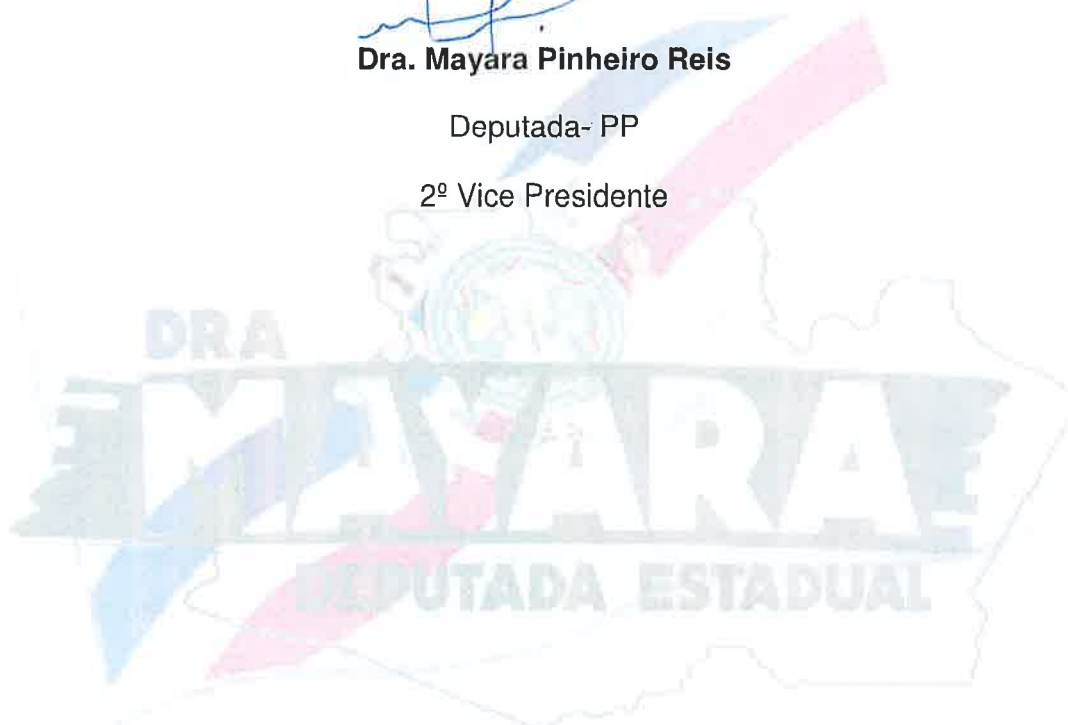 Dra. Mayara Pinheiro Reis
Deputada- PP
2º Vice Presidente
DRA
MAYARA
DEPUTADA ESTADUAL